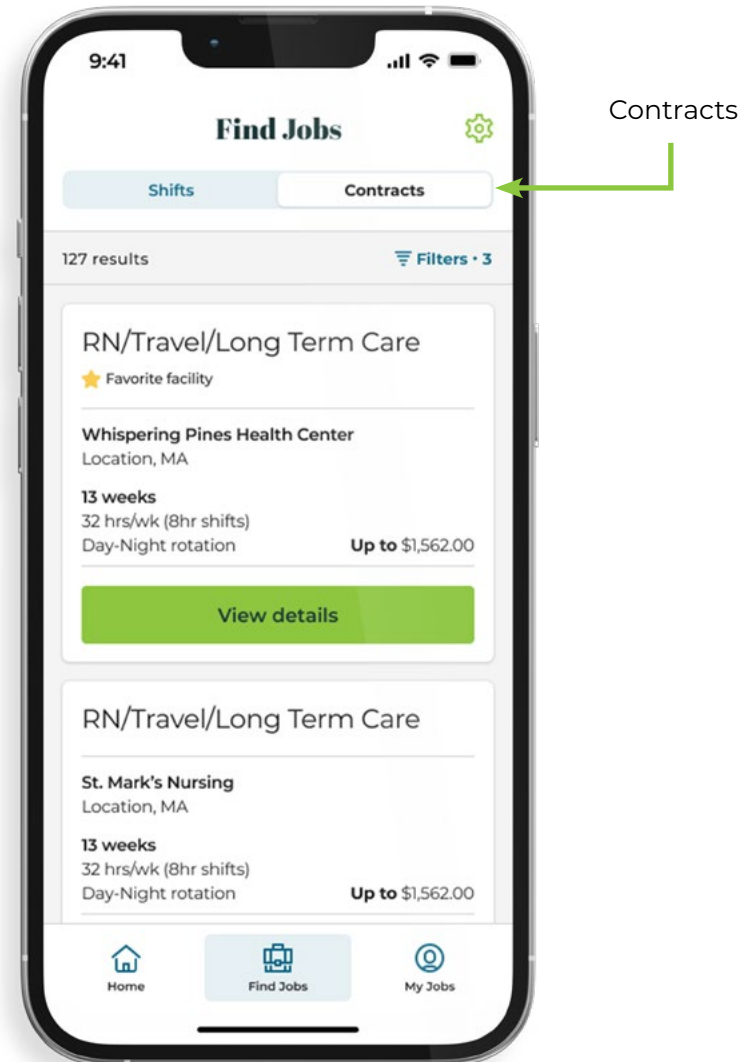 9:41
Find Jobs
Contracts
Shifts
Contracts
127 results
Filters • 3
RN/Travel/Long Term Care
Favorite facility
Whispering Pines Health Center
Location, MA
13 weeks
32 hrs/wk (8hr shifts)
Day-Night rotation
Up to $1,562.00
View details
RN/Travel/Long Term Care
St. Mark’s Nursing
Location, MA
13 weeks
32 hrs/wk (8hr shifts)
Day-Night rotation
Up to $1,562.00
Home
Find Jobs
My Jobs